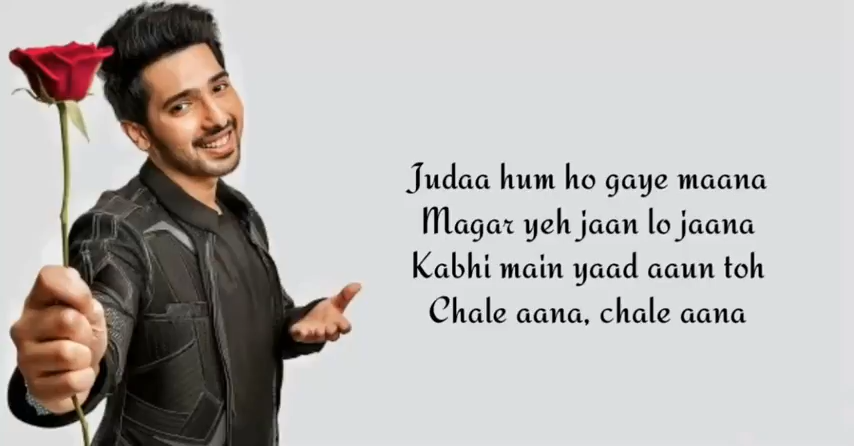 Judaa hum ho gaye maana
Magar yeh jaan lo jaana
Kabhi main yaad aaun toh
Chale aana, chale aana